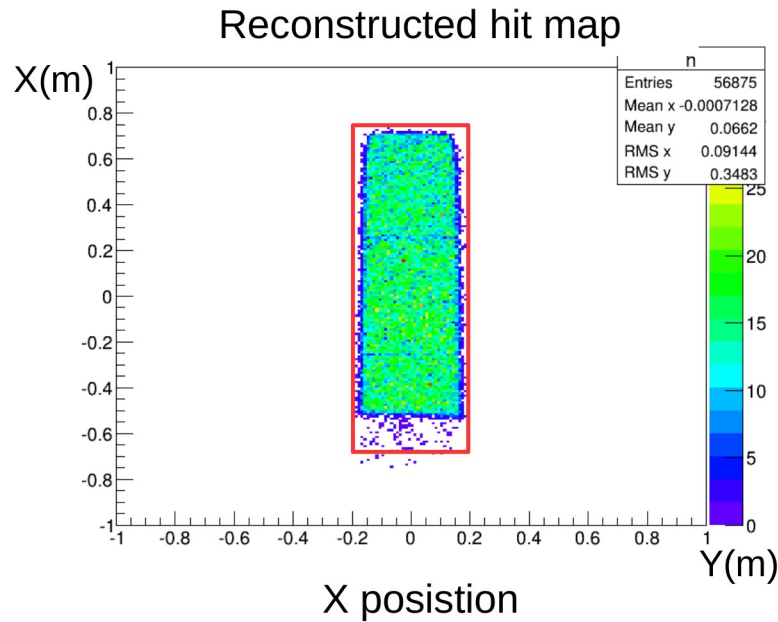 Reconstructed hit map
X(m)
n
Entries 56875
Mean x -0.0007128
Mean y 0.0662
RMS x 0.09144
RMS y 0.3483
1
0.8
0.6
0.4
0.2
0
-0.2
-0.4
-0.6
-0.8
-1
25
20
15
10
5
0
-1 -0.8 -0.6 -0.4 -0.2 0 0.2 0.4 0.6 0.8 1
Y(m)
X posistion